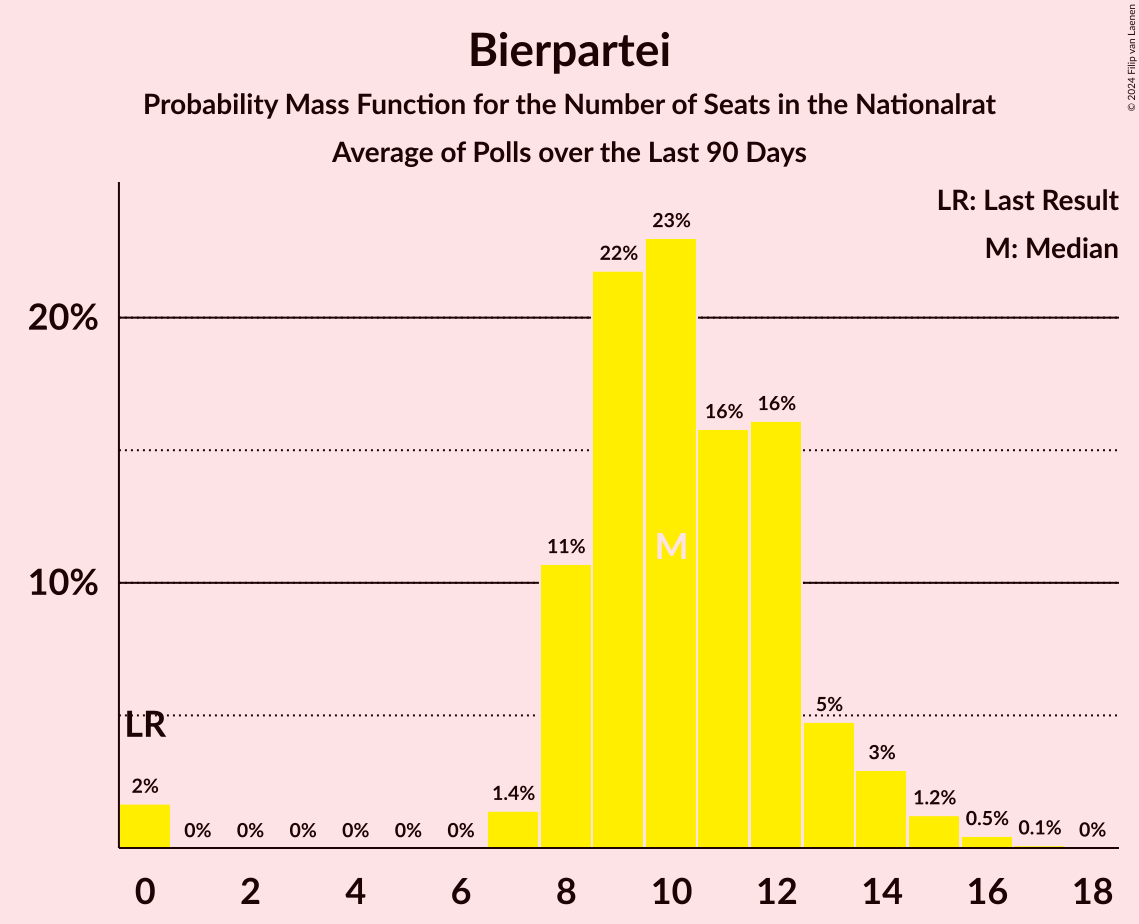 Bierpartei
Probability Mass Function for the Number of Seats in the Nationalrat
Average of Polls over the Last 90 Days
© 2024 Filip van Laenen
LR: Last Result
M: Median
23%
22%
20%
16%
16%
11%
M
10%
5%
LR
3%
2%
1.4%
1.2%
0.5%
0.1%
0%
0%
0%
0%
0%
0%
0%
0 2 4 6 8 10 12 14 16 18